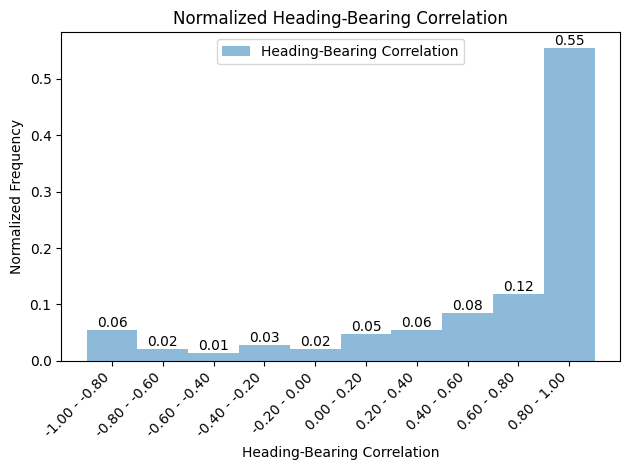 Normalized Heading-Bearing Correlation
Heading-Bearing Correlation
Normalized Frequency
0.5
0.4
0.3
0.2
0.1
0.0
0.06
0.02
0.01
0.03
0.02
0.05
0.06
0.08
0.12
0.55
-1.00 - -0.80
-0.80 - -0.60
-0.60 - -0.40
-0.40 - -0.20
-0.20 - 0.00
0.00 - 0.20
0.20 - 0.40
0.40 - 0.60
0.60 - 0.80
0.80 - 1.00
Heading-Bearing Correlation